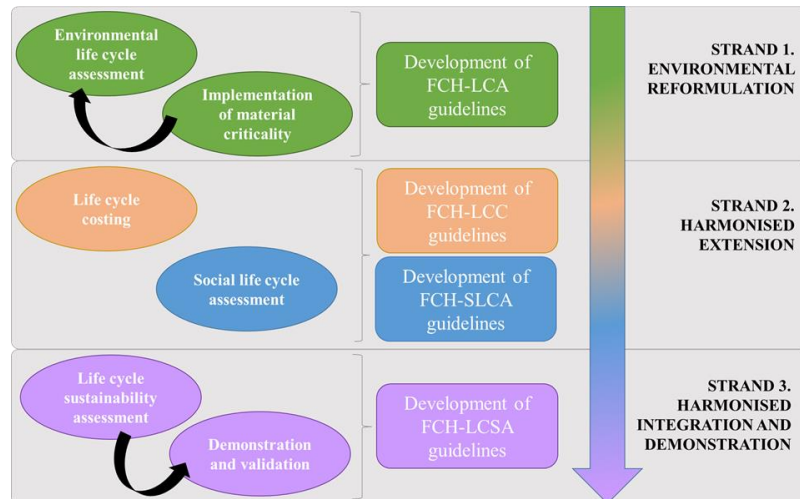 Environmental
life cycle
assessment
Implementation
of material
criticality
Development of
FCH-LCA
guidelines
STRAND 1.
ENVIRONMENTAL
REFORMULATION
Life cycle
costing
Social life cycle
assessment
Development of
FCH-LCC
guidelines
Development of
FCH-SLCA
guidelines
STRAND 2.
HARMONISED
EXTENSION
Life cycle
sustainability
assessment
Demonstration
and validation
Development of
FCH-LCSA
guidelines
STRAND 3.
HARMONISED
INTEGRATION AND
DEMONSTRATION